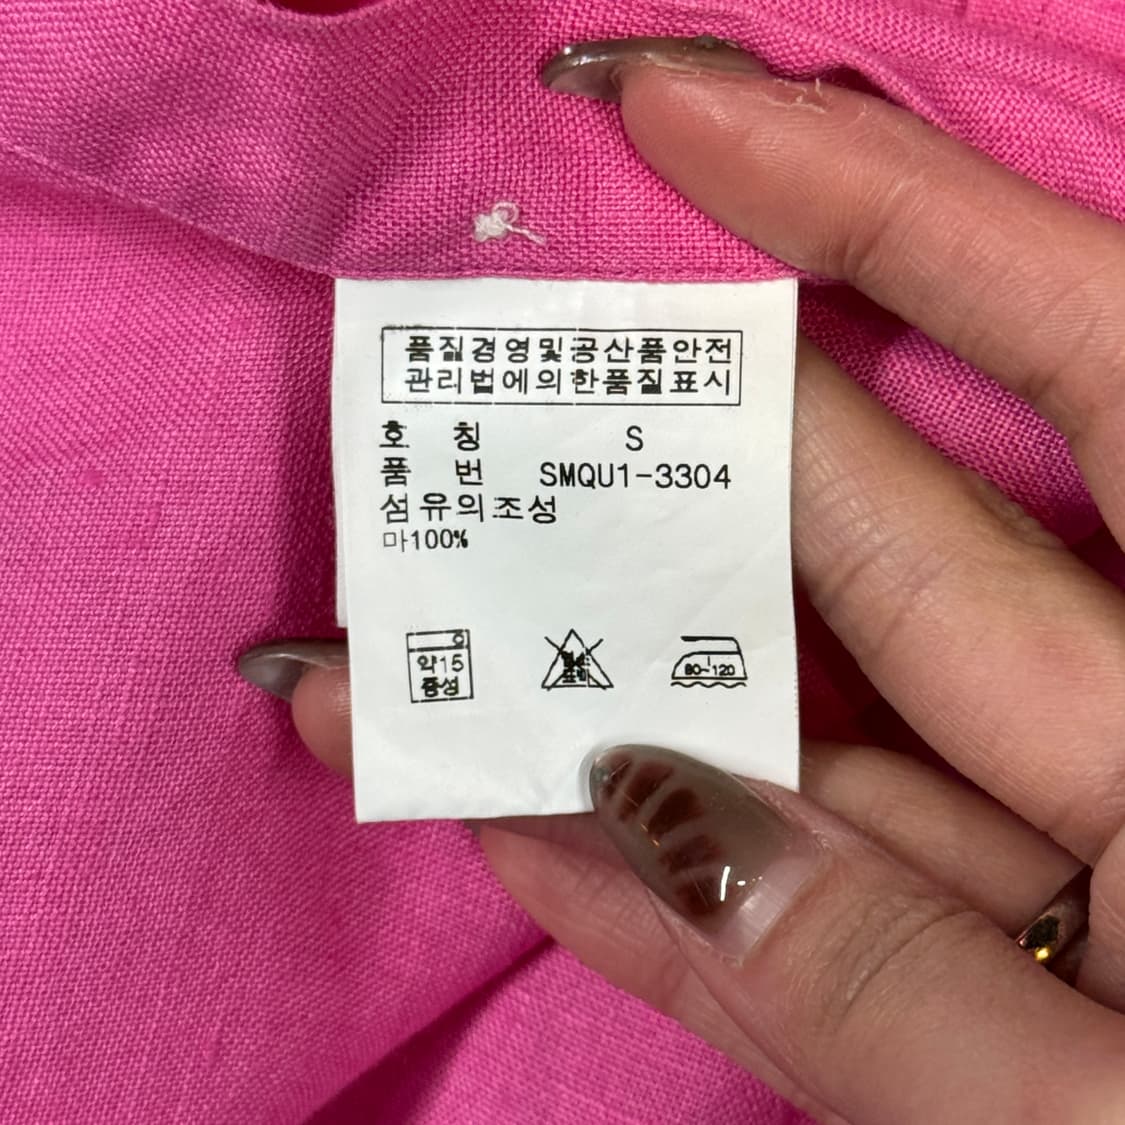 품질경영및공산품안전
관리법에의한품질표시
호 칭 S
품 번 SMQU1-3304
섬유의조성
마100%
약15
중성
80~120